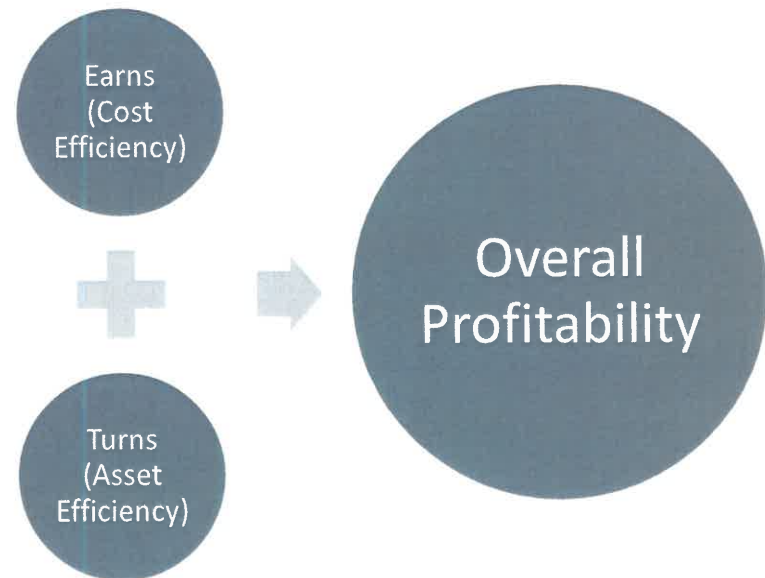 Earns
(Cost
Efficiency)
Turns
(Asset
Efficiency)
Overall
Profitability